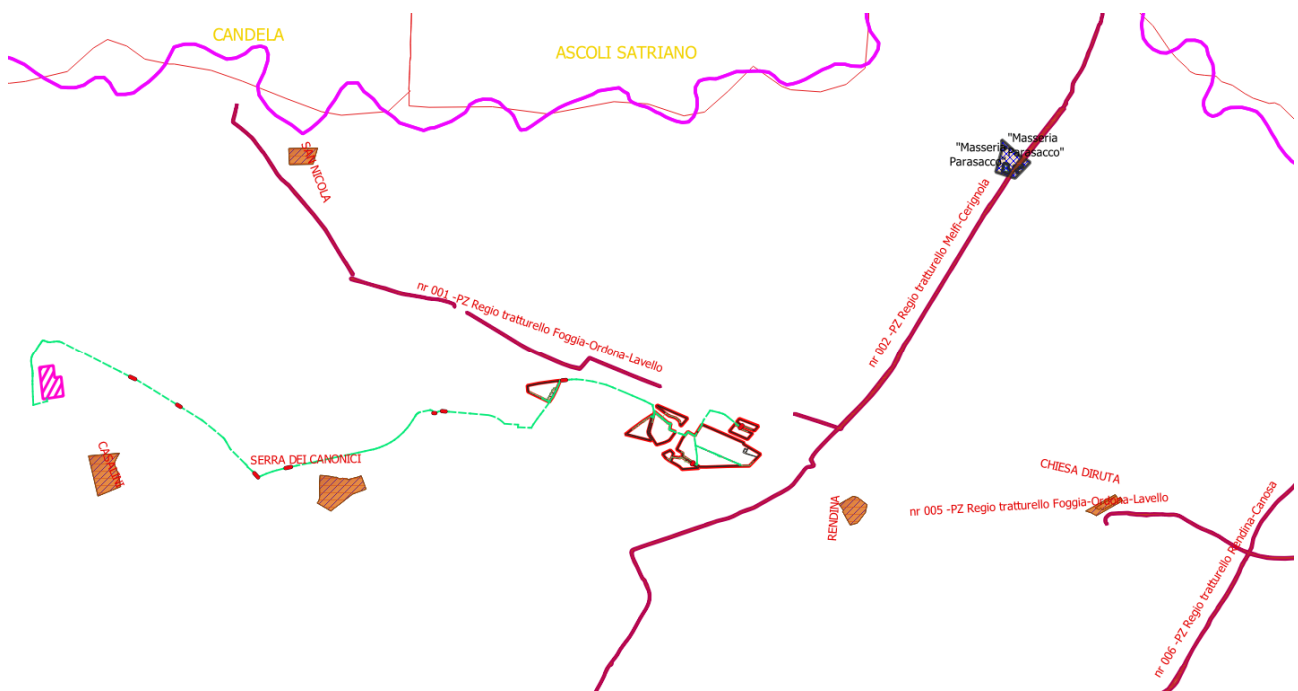 CANDELA
ASCOLI SATRIANO
"Masseria
Parasacco"
"Masseria
Parasacco"
SAN NICOLA
nr 001 -PZ Regio tratturello Foggia-Ordona-Lavello
nr 002 -PZ Regio tratturello Melfi-Cerignola
CASALINI
SERRA DEI CANONICI
RENDINA
CHIESA DIRUTA
nr 005 -PZ Regio tratturello Foggia-Ordona-Lavello
nr 006 -PZ Regio tratturello Rendina-Canosa